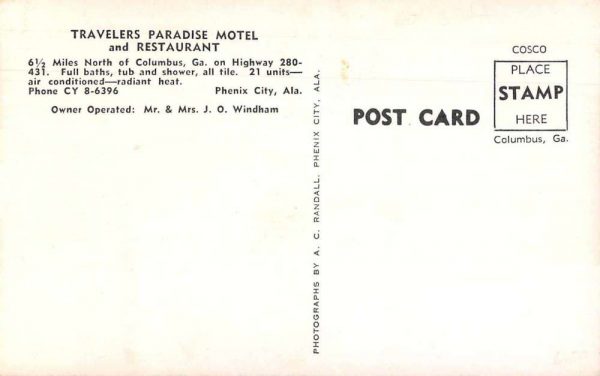 TRAVELERS PARADISE MOTEL
and RESTAURANT
6½ Miles North of Columbus, Ga. on Highway 280-
431. Full baths, tub and shower, all tile. 21 units—
air conditioned—radiant heat.
Phone CY 8-6396 Phenix City, Ala.
Owner Operated: Mr. & Mrs. J. O. Windham
PHOTOGRAPHS BY A. C. RANDALL, PHENIX CITY, ALA.
POST CARD
COSCO
PLACE
STAMP
HERE
Columbus, Ga.